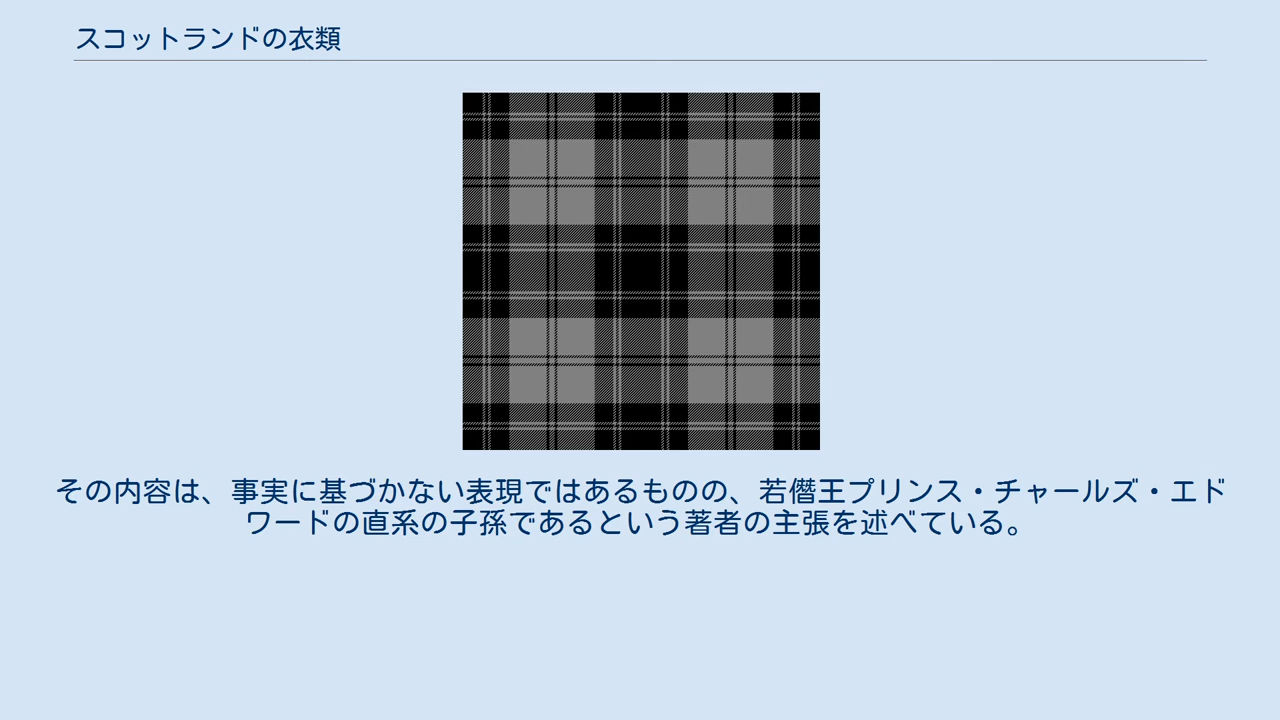 スコットランドの衣類
その内容は、事実に基づかない表現ではあるものの、若僭王プリンス・チャールズ・エド
ワードの直系の子孫であるという著者の主張を述べている。